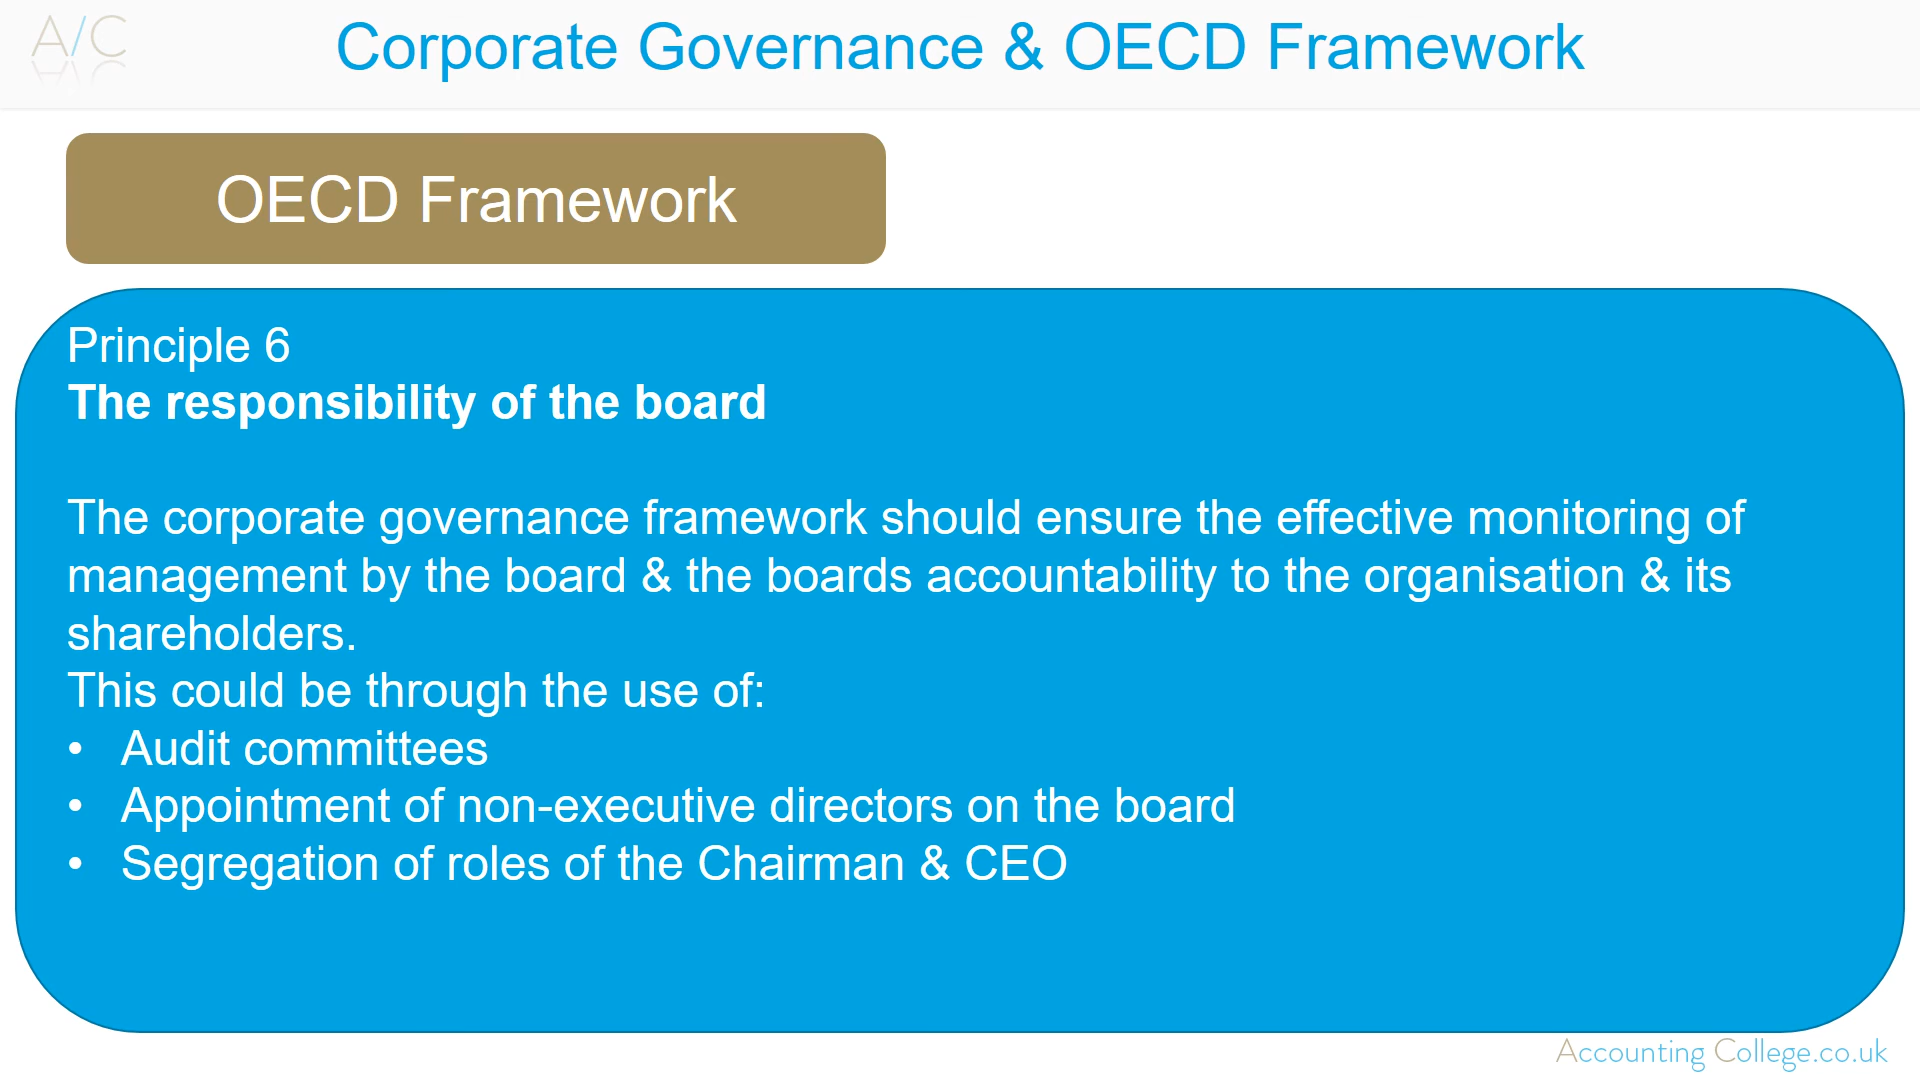 A/C
Corporate Governance & OECD Framework
OECD Framework
Principle 6
The responsibility of the board
The corporate governance framework should ensure the effective monitoring of
management by the board & the boards accountability to the organisation & its
shareholders.
This could be through the use of:
• Audit committees
• Appointment of non-executive directors on the board
• Segregation of roles of the Chairman & CEO
Accounting College.co.uk